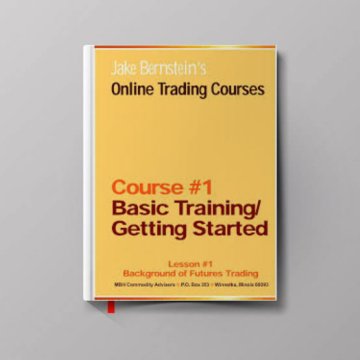 Jake Bernstein's
Online Trading Courses
Course #1
Basic Training/
Getting Started
Lesson #1
Background of Futures Trading
MBH Commodity Advisors • P.O. Box 353 • Winnetka, Illinois 60093